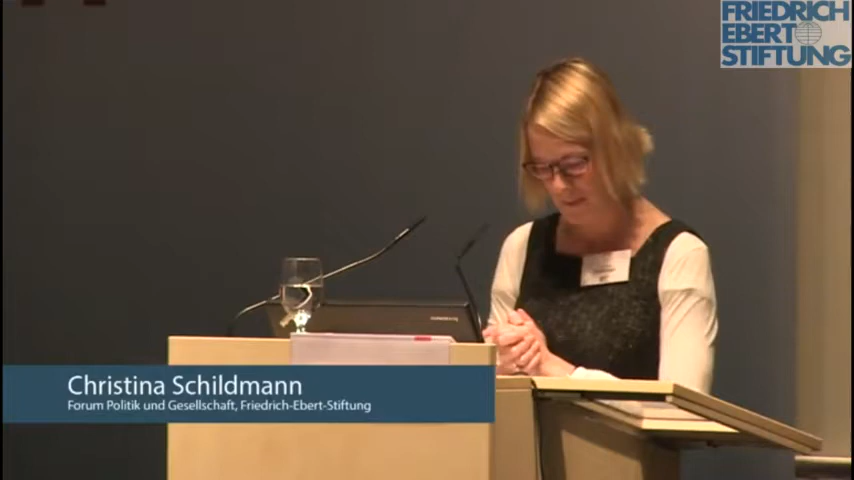 FRIEDRICH
EBERT
STIFTUNG
Christina Schildmann
Forum Politik und Gesellschaft, Friedrich-Ebert-Stiftung